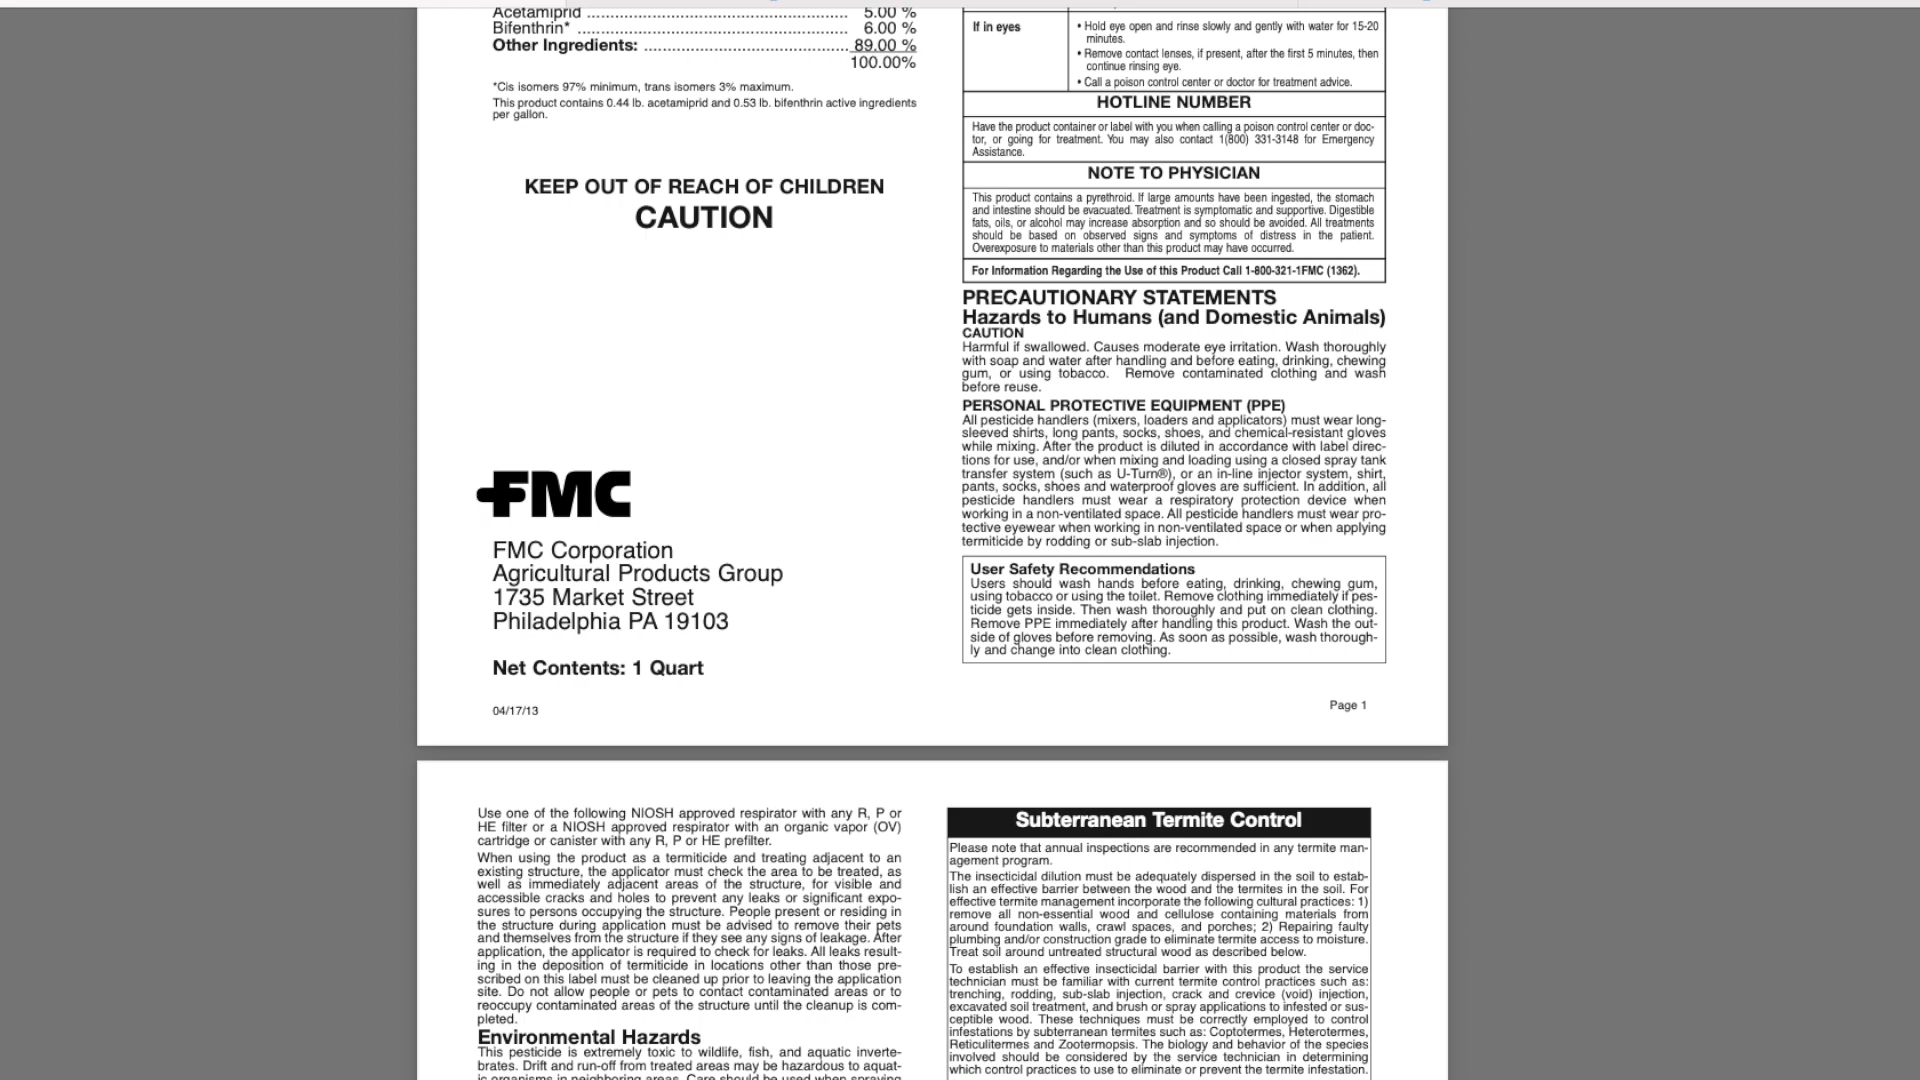 Acetamiprid .......................................................... 5.00 %
Bifenthrin* ............................................................ 6.00 %
Other Ingredients: ............................................. 89.00 %
100.00%
*Cis isomers 97% minimum, trans isomers 3% maximum.
This product contains 0.44 lb. acetamiprid and 0.53 lb. bifenthrin active ingredients
per gallon.
KEEP OUT OF REACH OF CHILDREN
CAUTION
FMC
FMC Corporation
Agricultural Products Group
1735 Market Street
Philadelphia PA 19103
Net Contents: 1 Quart
04/17/13
If in eyes
• Hold eye open and rinse slowly and gently with water for 15-20
minutes.
• Remove contact lenses, if present, after the first 5 minutes, then
continue rinsing eye.
• Call a poison control center or doctor for treatment advice.
HOTLINE NUMBER
Have the product container or label with you when calling a poison control center or doc-
tor, or going for treatment. You may also contact 1(800) 331-3148 for Emergency
Assistance.
NOTE TO PHYSICIAN
This product contains a pyrethroid. If large amounts have been ingested, the stomach
and intestine should be evacuated. Treatment is symptomatic and supportive. Digestible
fats, oils, or alcohol may increase absorption and so should be avoided. All treatments
should be based on observed signs and symptoms of distress in the patient.
Overexposure to materials other than this product may have occurred.
For Information Regarding the Use of this Product Call 1-800-321-1FMC (1362).
PRECAUTIONARY STATEMENTS
Hazards to Humans (and Domestic Animals)
CAUTION
Harmful if swallowed. Causes moderate eye irritation. Wash thoroughly
with soap and water after handling and before eating, drinking, chewing
gum, or using tobacco. Remove contaminated clothing and wash
before reuse.
PERSONAL PROTECTIVE EQUIPMENT (PPE)
All pesticide handlers (mixers, loaders and applicators) must wear long-
sleeved shirts, long pants, socks, shoes, and chemical-resistant gloves
while mixing. After the product is diluted in accordance with label direc-
tions for use, and/or when mixing and loading using a closed spray tank
transfer system (such as U-Turn®), or an in-line injector system, shirt,
pants, socks, shoes and waterproof gloves are sufficient. In addition, all
pesticide handlers must wear a respiratory protection device when
working in a non-ventilated space. All pesticide handlers must wear pro-
tective eyewear when working in non-ventilated space or when applying
termiticide by rodding or sub-slab injection.
User Safety Recommendations
Users should wash hands before eating, drinking, chewing gum,
using tobacco or using the toilet. Remove clothing immediately if pes-
ticide gets inside. Then wash thoroughly and put on clean clothing.
Remove PPE immediately after handling this product. Wash the out-
side of gloves before removing. As soon as possible, wash thorough-
ly and change into clean clothing.
Page 1
Use one of the following NIOSH approved respirator with any R, P or
HE filter or a NIOSH approved respirator with an organic vapor (OV)
cartridge or canister with any R, P or HE prefilter.
When using the product as a termiticide and treating adjacent to an
existing structure, the applicator must check the area to be treated, as
well as immediately adjacent areas of the structure, for visible and
accessible cracks and holes to prevent any leaks or significant expo-
sures to persons occupying the structure. People present or residing in
the structure during application must be advised to remove their pets
and themselves from the structure if they see any signs of leakage. After
application, the applicator is required to check for leaks. All leaks result-
ing in the deposition of termiticide in locations other than those pre-
scribed on this label must be cleaned up prior to leaving the application
site. Do not allow people or pets to contact contaminated areas or to
reoccupy contaminated areas of the structure until the cleanup is com-
pleted.
Environmental Hazards
This pesticide is extremely toxic to wildlife, fish, and aquatic inverte-
brates. Drift and run-off from treated areas may be hazardous to aquat-
ic organisms in neighboring areas. Care should be used when spraying
Subterranean Termite Control
Please note that annual inspections are recommended in any termite man-
agement program.
The insecticidal dilution must be adequately dispersed in the soil to estab-
lish an effective barrier between the wood and the termites in the soil. For
effective termite management incorporate the following cultural practices: 1)
remove all non-essential wood and cellulose containing materials from
around foundation walls, crawl spaces, and porches; 2) Repairing faulty
plumbing and/or construction grade to eliminate termite access to moisture.
Treat soil around untreated structural wood as described below.
To establish an effective insecticidal barrier with this product the service
technician must be familiar with current termite control practices such as:
trenching, rodding, sub-slab injection, crack and crevice (void) injection,
excavated soil treatment, and brush or spray applications to infested or sus-
ceptible wood. These techniques must be correctly employed to control
infestations by subterranean termites such as: Coptotermes, Heterotermes,
Reticulitermes and Zootermopsis. The biology and behavior of the species
involved should be considered by the service technician in determining
which control practices to use to eliminate or prevent the termite infestation.